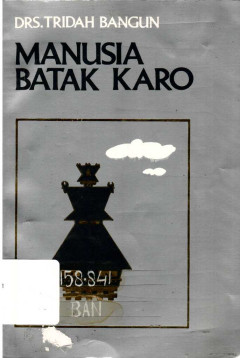 DRS. TRIDAH BANGUN
MANUSIA
BATAK KARO
158.841
BAN